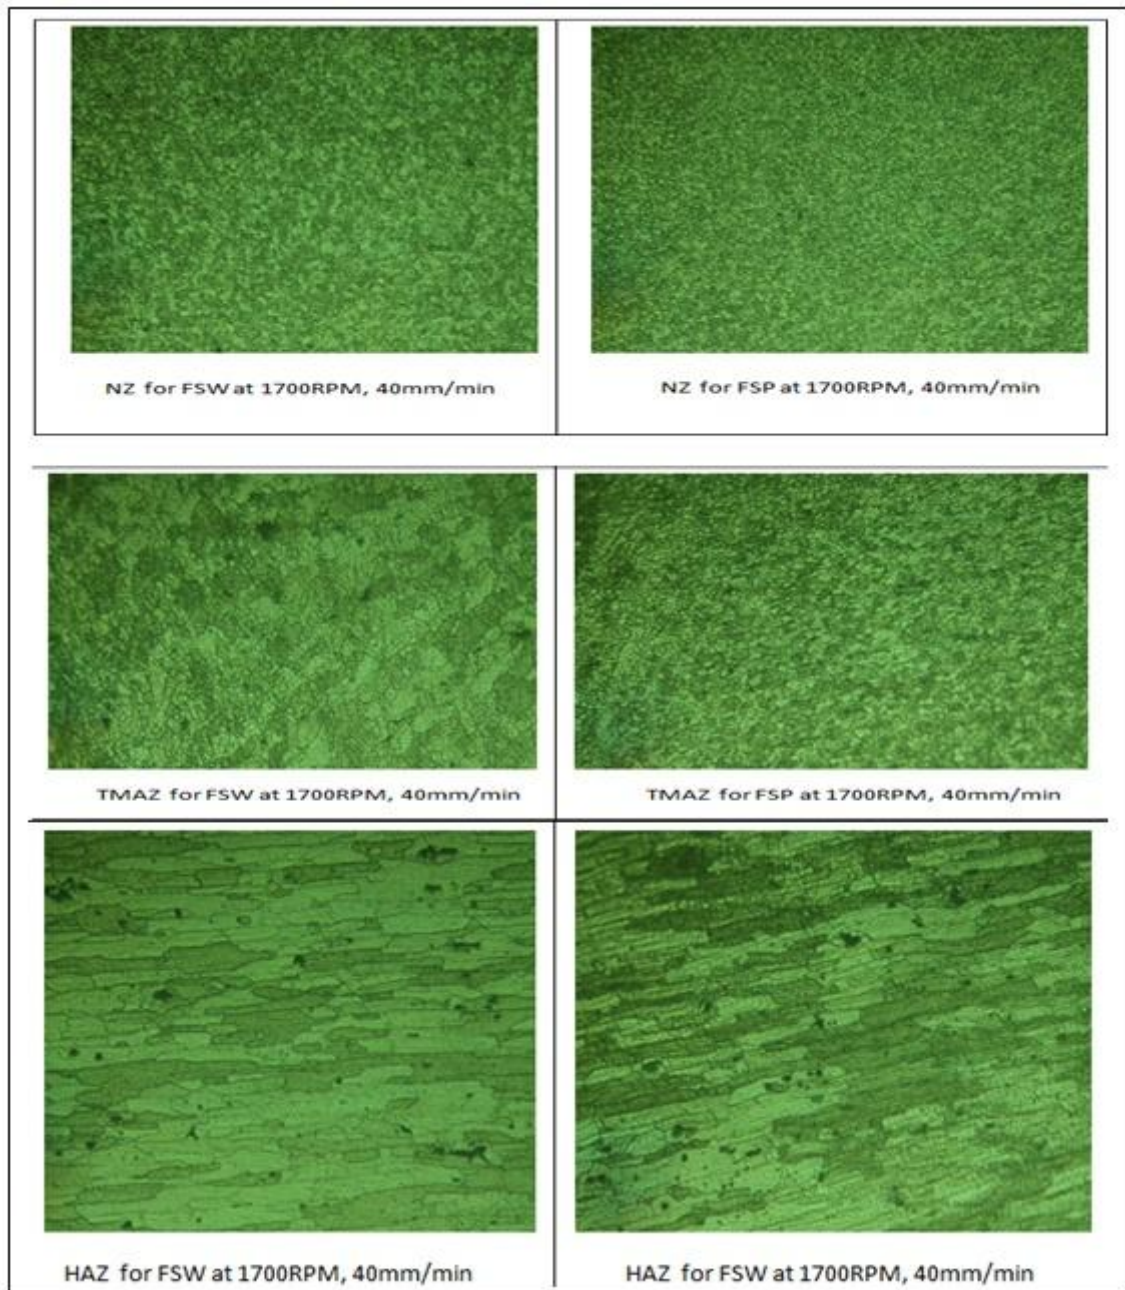 NZ for FSW at 1700RPM, 40mm/min
NZ for FSP at 1700RPM, 40mm/min
TMAZ for FSW at 1700RPM, 40mm/min
TMAZ for FSP at 1700RPM, 40mm/min
HAZ for FSW at 1700RPM, 40mm/min
HAZ for FSW at 1700RPM, 40mm/min